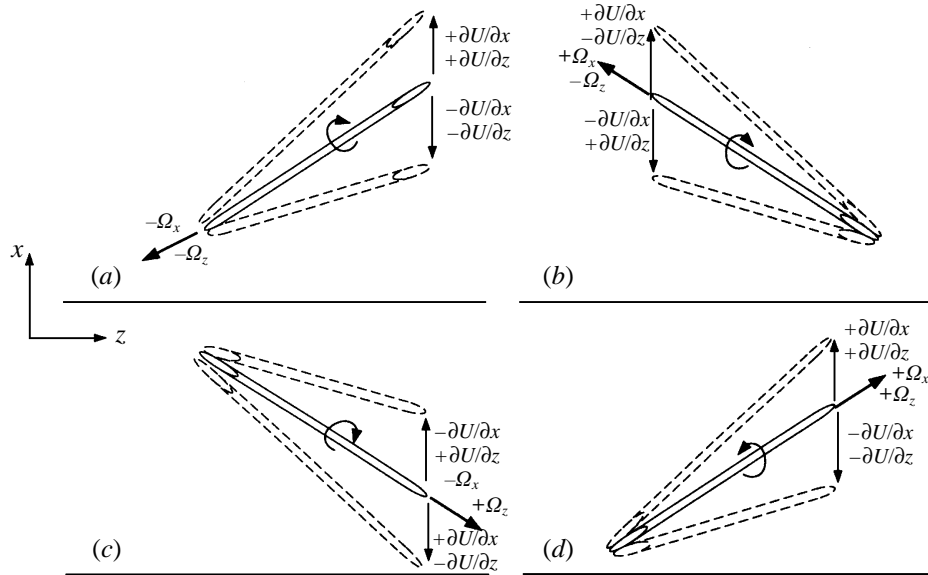 +∂U/∂x
+∂U/∂z
−∂U/∂x
−∂U/∂z
−Ωx
−Ωz
(a)
+∂U/∂x
−∂U/∂z
+Ωx
−Ωz
−∂U/∂x
+∂U/∂z
(b)
x
z
−∂U/∂x
+∂U/∂z
−Ωx
+Ωz
+∂U/∂x
−∂U/∂z
(c)
+∂U/∂x
+∂U/∂z
+Ωx
+Ωz
−∂U/∂x
−∂U/∂z
(d)